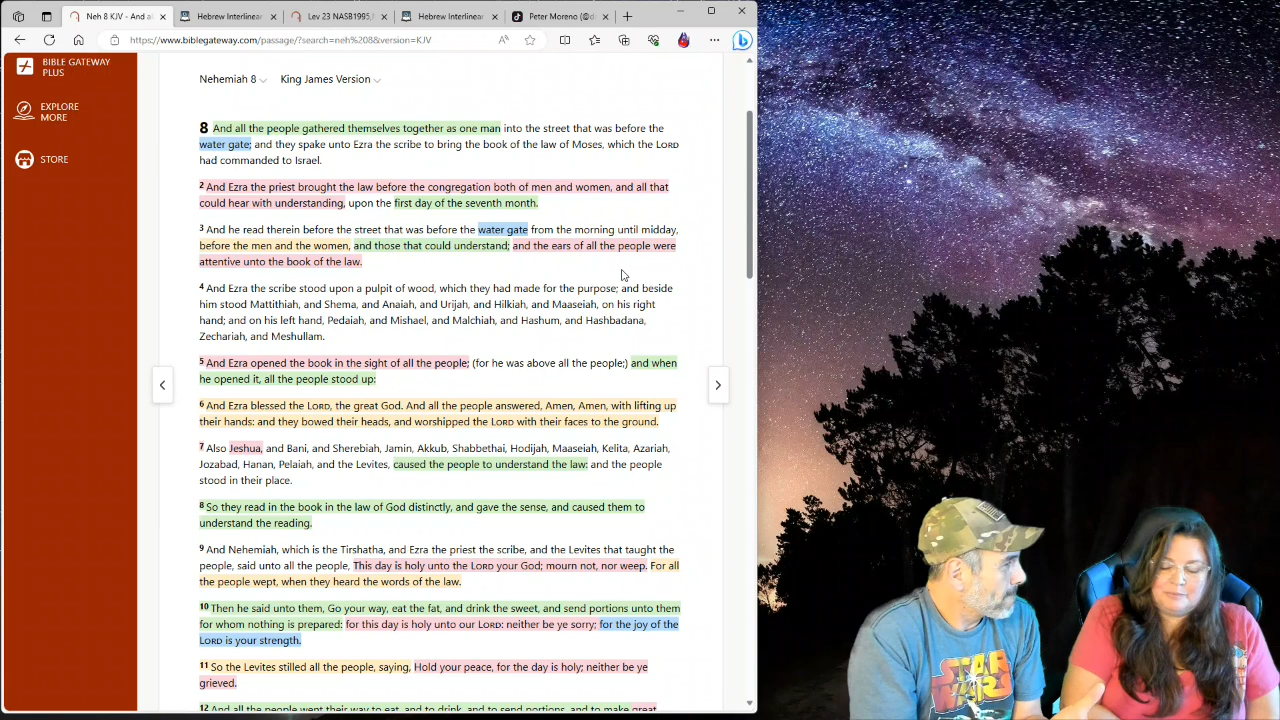 Neh 8 KJV - And al
Hebrew Interlinear
Lev 23 NASB1995,
Hebrew Interlinear
Peter Moreno (@d
https://www.biblegateway.com/passage/?search=neh%208&version=KJV
BIBLE GATEWAY
PLUS
EXPLORE
MORE
STORE
Nehemiah 8 King James Version
8 And all the people gathered themselves together as one man into the street that was before the
water gate; and they spake unto Ezra the scribe to bring the book of the law of Moses, which the LORD
had commanded to Israel.
2 And Ezra the priest brought the law before the congregation both of men and women, and all that
could hear with understanding, upon the first day of the seventh month.
3 And he read therein before the street that was before the water gate from the morning until midday,
before the men and the women, and those that could understand; and the ears of all the people were
attentive unto the book of the law.
4 And Ezra the scribe stood upon a pulpit of wood, which they had made for the purpose; and beside
him stood Mattithiah, and Shema, and Anaiah, and Urijah, and Hilkiah, and Maaseiah, on his right
hand; and on his left hand, Pedaiah, and Mishael, and Malchiah, and Hashum, and Hashbadana,
Zechariah, and Meshullam.
5 And Ezra opened the book in the sight of all the people; (for he was above all the people;) and when
he opened it, all the people stood up:
6 And Ezra blessed the LORD, the great God. And all the people answered, Amen, Amen, with lifting up
their hands: and they bowed their heads, and worshipped the LORD with their faces to the ground.
7 Also Jeshua, and Bani, and Sherebiah, Jamin, Akkub, Shabbethai, Hodijah, Maaseiah, Kelita, Azariah,
Jozabad, Hanan, Pelaiah, and the Levites, caused the people to understand the law: and the people
stood in their place.
8 So they read in the book in the law of God distinctly, and gave the sense, and caused them to
understand the reading.
9 And Nehemiah, which is the Tirshatha, and Ezra the priest the scribe, and the Levites that taught the
people, said unto all the people, This day is holy unto the LORD your God; mourn not, nor weep. For all
the people wept, when they heard the words of the law.
10 Then he said unto them, Go your way, eat the fat, and drink the sweet, and send portions unto them
for whom nothing is prepared: for this day is holy unto our LORD: neither be ye sorry; for the joy of the
LORD is your strength.
11 So the Levites stilled all the people, saying, Hold your peace, for the day is holy; neither be ye
grieved.
12 And all the people went their way to eat, and to drink, and to send portions, and to make great
STAR
WARS